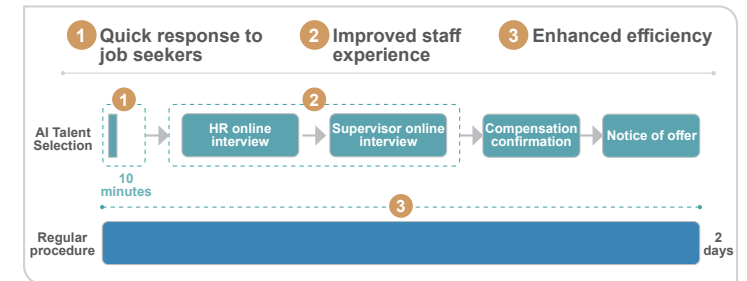 1 Quick response to
job seekers
2 Improved staff
experience
3 Enhanced efficiency
1
2
AI Talent
Selection
HR online
interview
Supervisor online
interview
Compensation
confirmation
Notice of offer
10
minutes
3
Regular
procedure
2
days